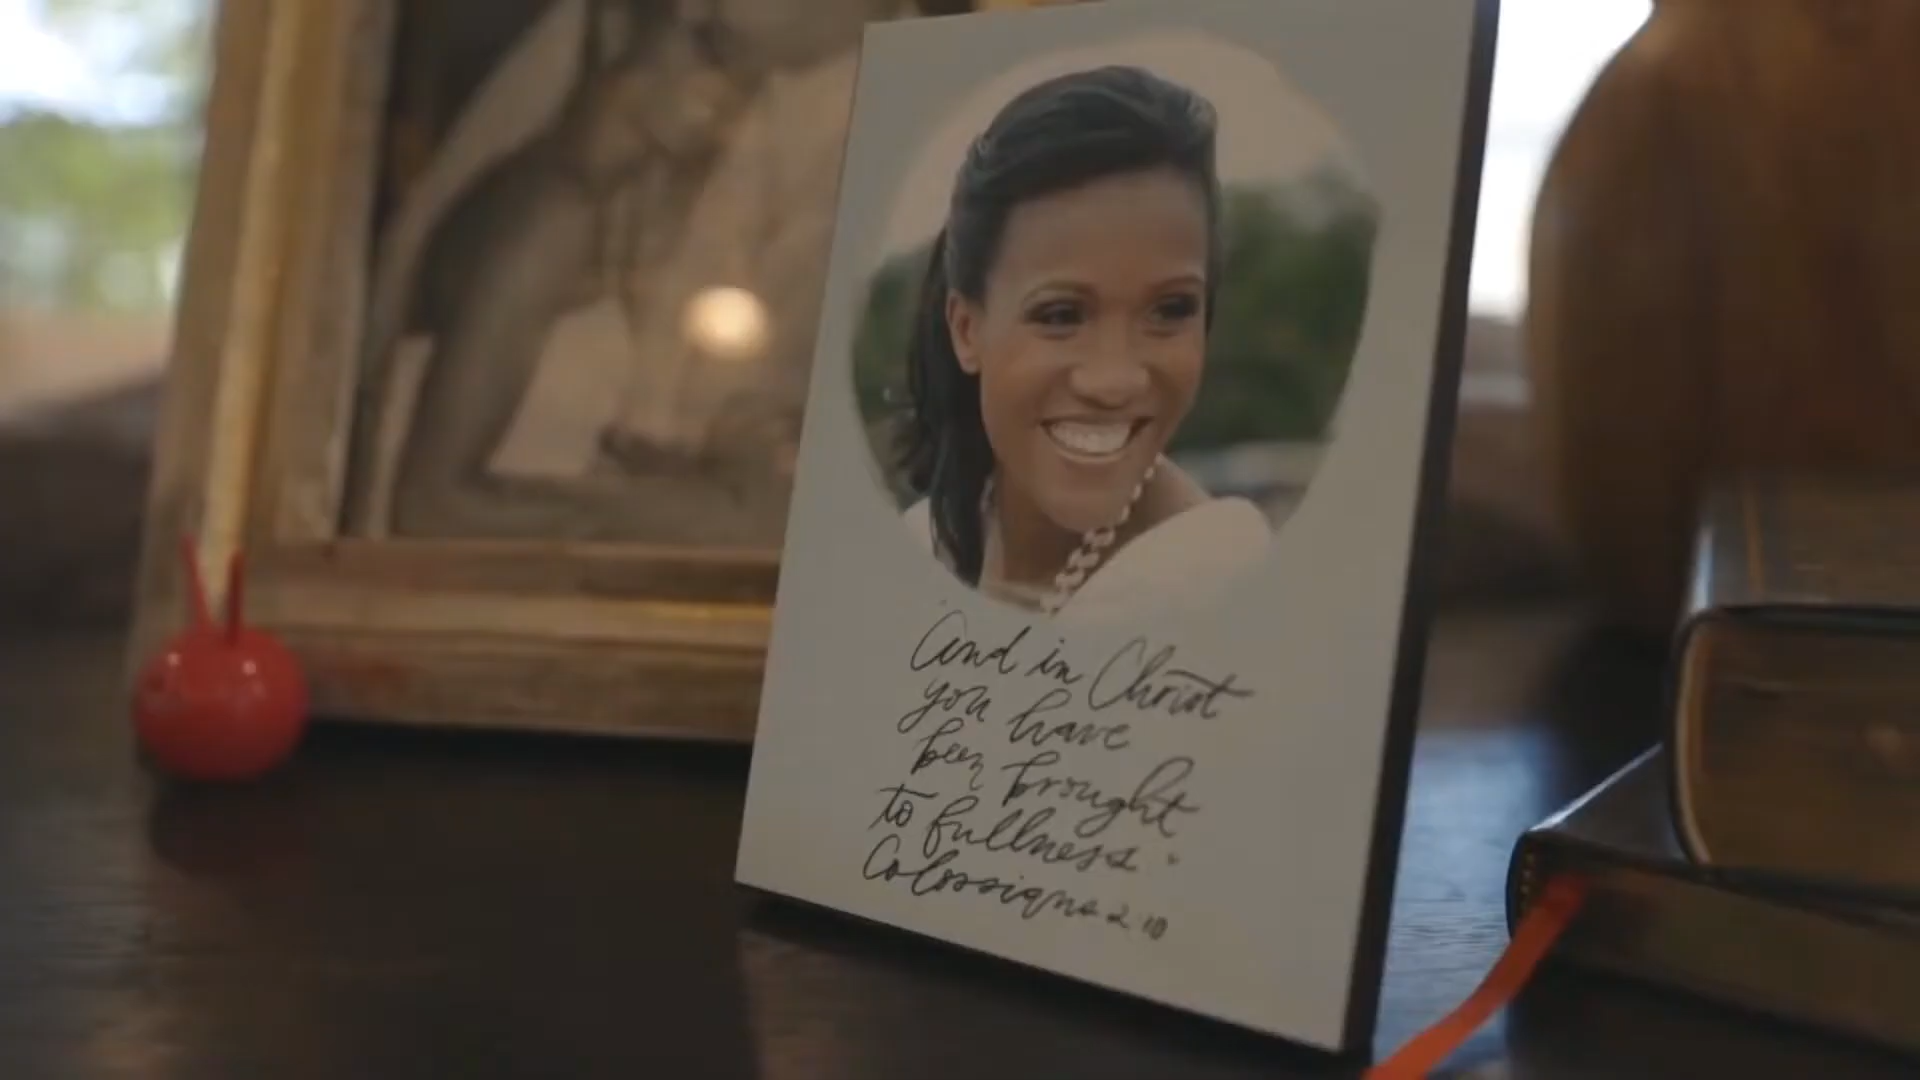 And in Christ
you have
been brought
to fullness."
Colossians 2:10